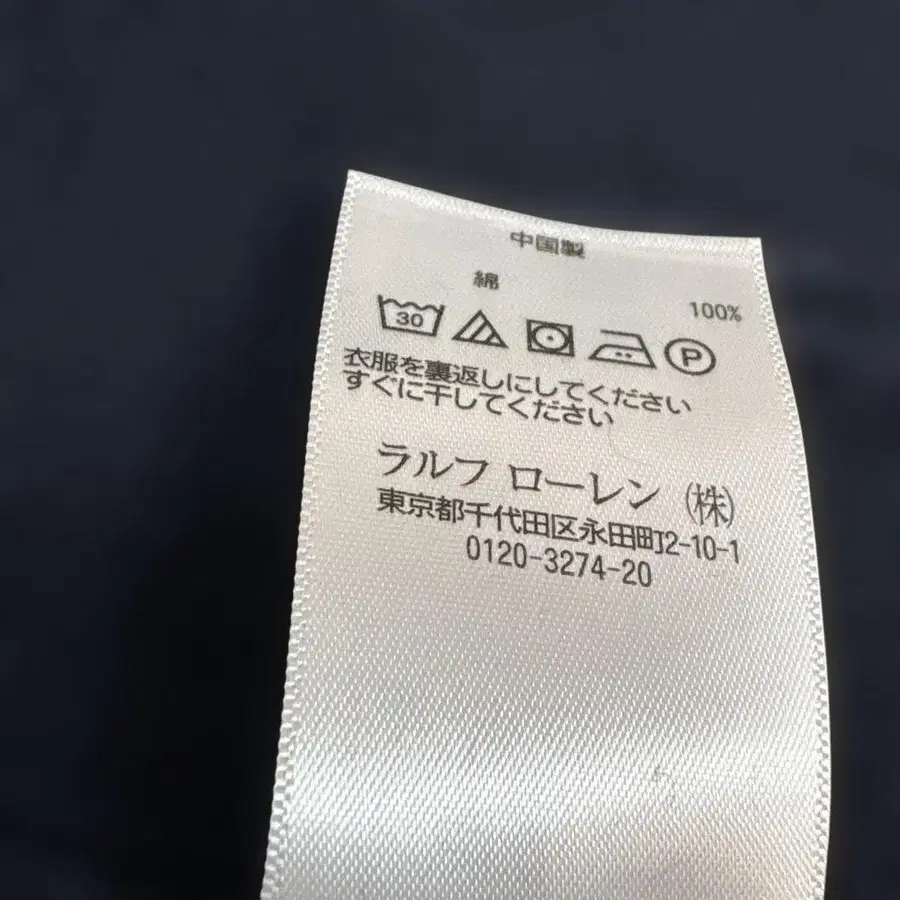 中国製
綿 100%
30 P
衣服を裏返しにしてください
すぐに干してください
ラルフ ローレン (株)
東京都千代田区永田町2-10-1
0120-3274-20